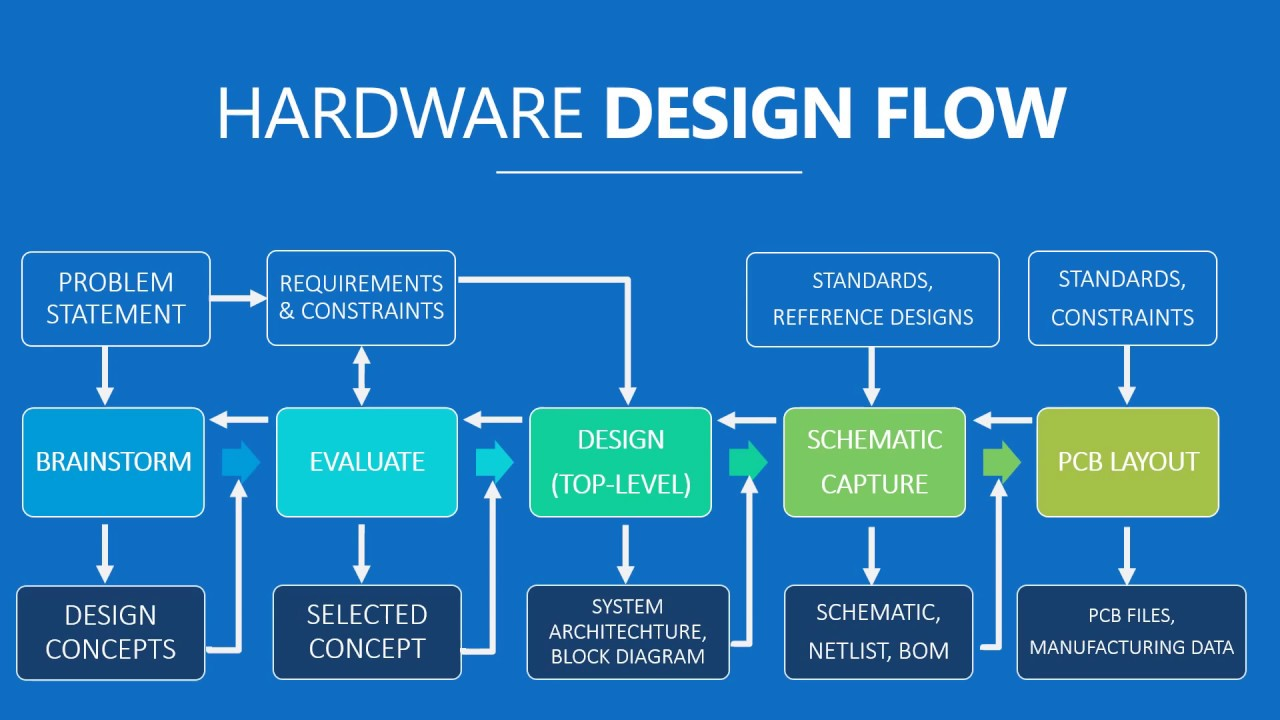 HARDWARE DESIGN FLOW
PROBLEM
STATEMENT
REQUIREMENTS
& CONSTRAINTS
STANDARDS,
REFERENCE DESIGNS
STANDARDS,
CONSTRAINTS
BRAINSTORM
EVALUATE
DESIGN
(TOP-LEVEL)
SCHEMATIC
CAPTURE
PCB LAYOUT
DESIGN
CONCEPTS
SELECTED
CONCEPT
SYSTEM
ARCHITECHTURE,
BLOCK DIAGRAM
SCHEMATIC,
NETLIST, BOM
PCB FILES,
MANUFACTURING DATA